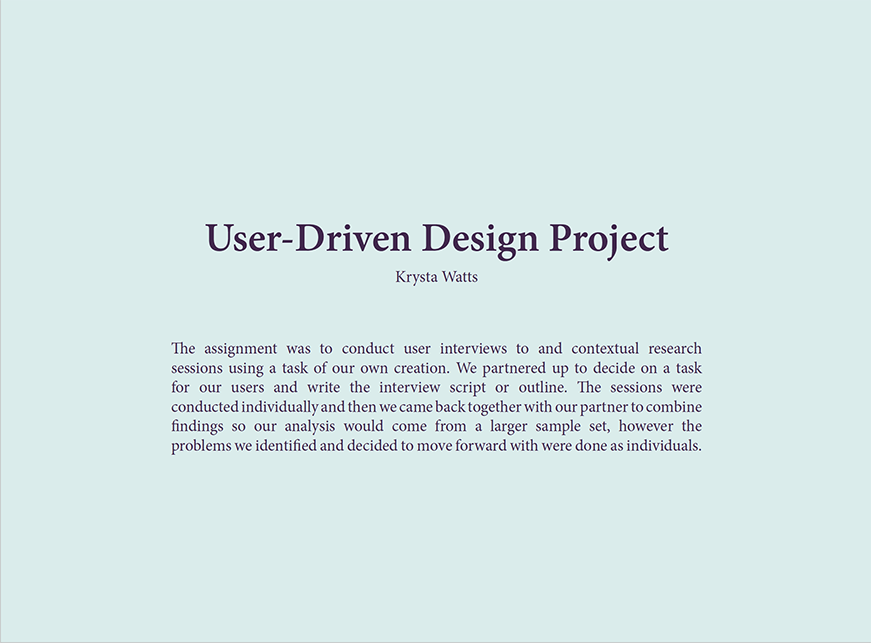 User-Driven Design Project
Krysta Watts
The assignment was to conduct user interviews to and contextual research
sessions using a task of our own creation. We partnered up to decide on a task
for our users and write the interview script or outline. The sessions were
conducted individually and then we came back together with our partner to combine
findings so our analysis would come from a larger sample set, however the
problems we identified and decided to move forward with were done as individuals.